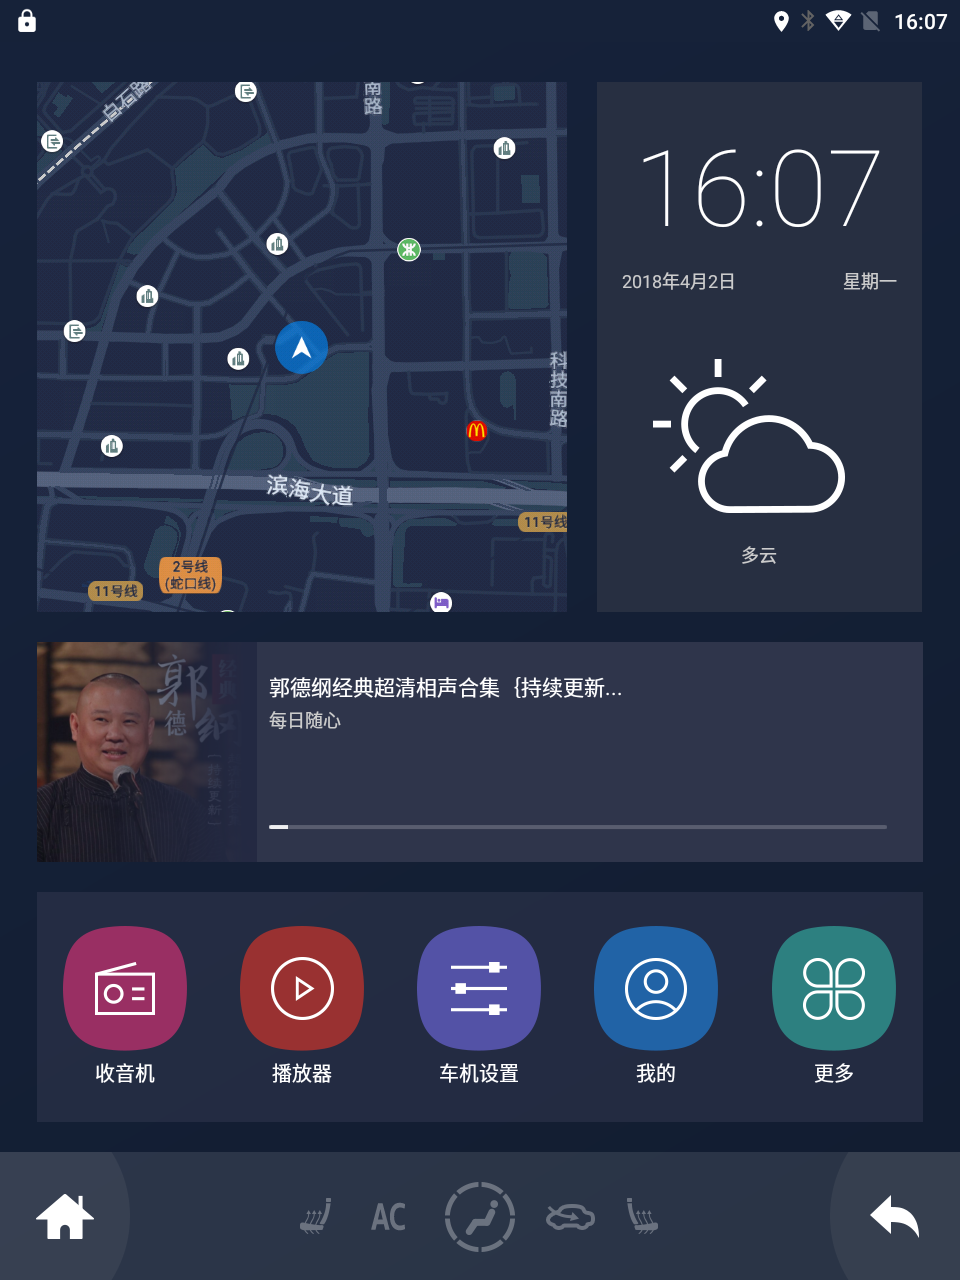 16:07
白石路
南路
16:07
2018年4月2日
星期一
科技南路
滨海大道
11号线
2号线
(蛇口线)
11号线
多云
郭德纲
郭德纲经典超清相声合集｛持续更新...
每日随心
收音机
播放器
车机设置
我的
更多
AC